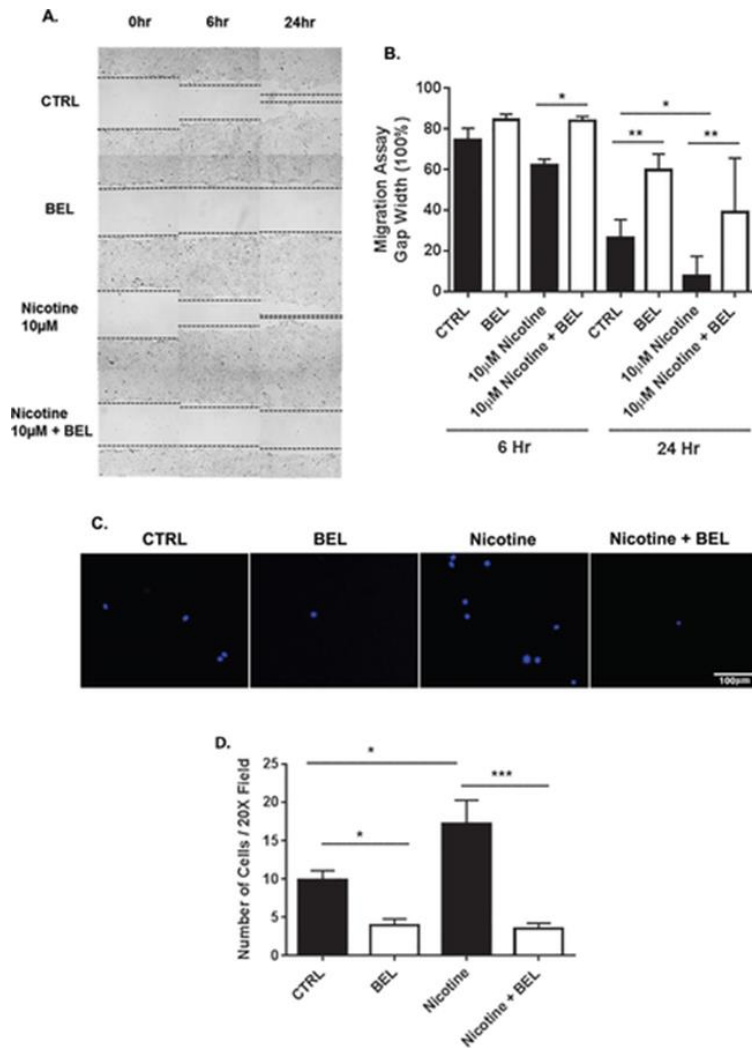 A.
0hr 6hr 24hr
CTRL
BEL
Nicotine
10µM
Nicotine
10µM + BEL
B.
Migration Assay
Gap Width (100%)
100
80
60
40
20
0
*
*
**
**
CTRL
BEL
10µM Nicotine
10µM Nicotine + BEL
CTRL
BEL
10µM Nicotine
10µM Nicotine + BEL
6 Hr
24 Hr
C.
CTRL BEL Nicotine Nicotine + BEL
100µm
D.
Number of Cells / 20X Field
25
20
15
10
5
0
*
*
***
CTRL
BEL
Nicotine
Nicotine + BEL